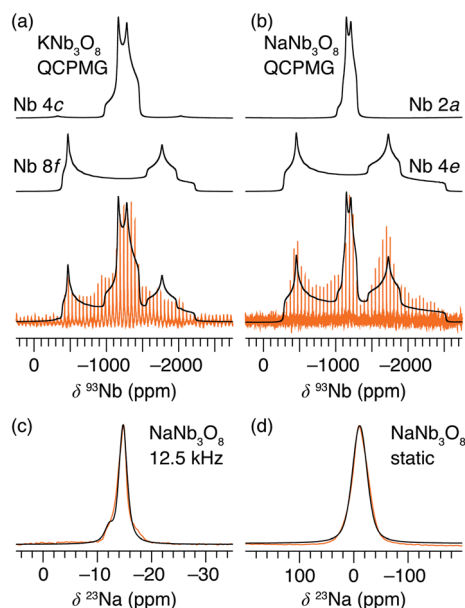 (a)
KNb₃O₈
QCPMG
Nb 4c
Nb 8f
0 −1000 −2000
δ ⁹³Nb (ppm)
(b)
NaNb₃O₈
QCPMG
Nb 2a
Nb 4e
0 −1000 −2000
δ ⁹³Nb (ppm)
(c)
NaNb₃O₈
12.5 kHz
0 −10 −20 −30
δ ²³Na (ppm)
(d)
NaNb₃O₈
static
100 0 −100
δ ²³Na (ppm)